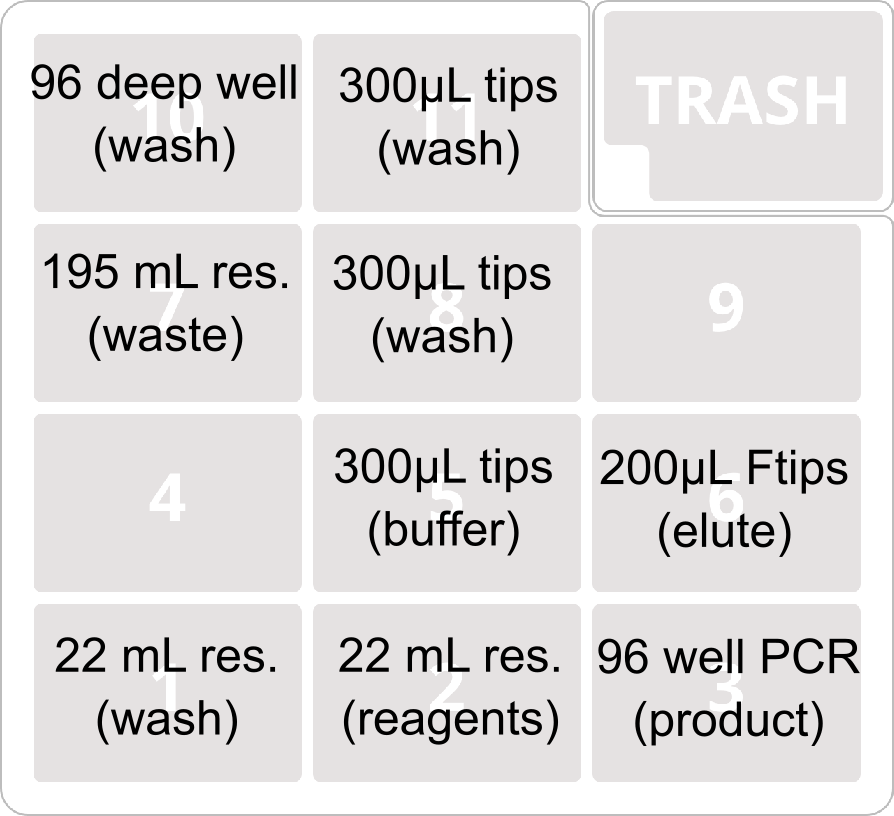 96 deep well
(wash)
10
300µL tips
(wash)
11
TRASH
195 mL res.
(waste)
7
300µL tips
(wash)
8
9
4
300µL tips
(buffer)
5
200µL Ftips
(elute)
6
22 mL res.
(wash)
1
22 mL res.
(reagents)
2
96 well PCR
(product)
3